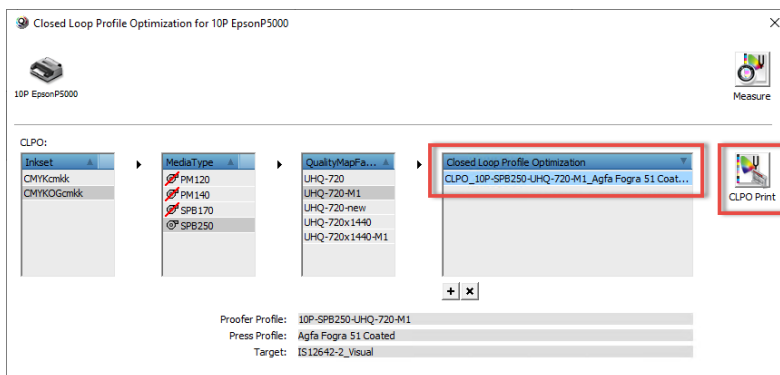 Closed Loop Profile Optimization for 10P EpsonP5000
10P EpsonP5000
Measure
CLPO:
Inkset
CMYKcmkk
CMYKOGcmkk
MediaType
PM120
PM140
SPB170
SPB250
QualityMapFa...
UHQ-720
UHQ-720-M1
UHQ-720-new
UHQ-720x1440
UHQ-720x1440-M1
Closed Loop Profile Optimization
CLPO_10P-SPB250-UHQ-720-M1_Agfa Fogra 51 Coat...
CLPO Print
Proofer Profile: 10P-SPB250-UHQ-720-M1
Press Profile: Agfa Fogra 51 Coated
Target: IS12642-2_Visual